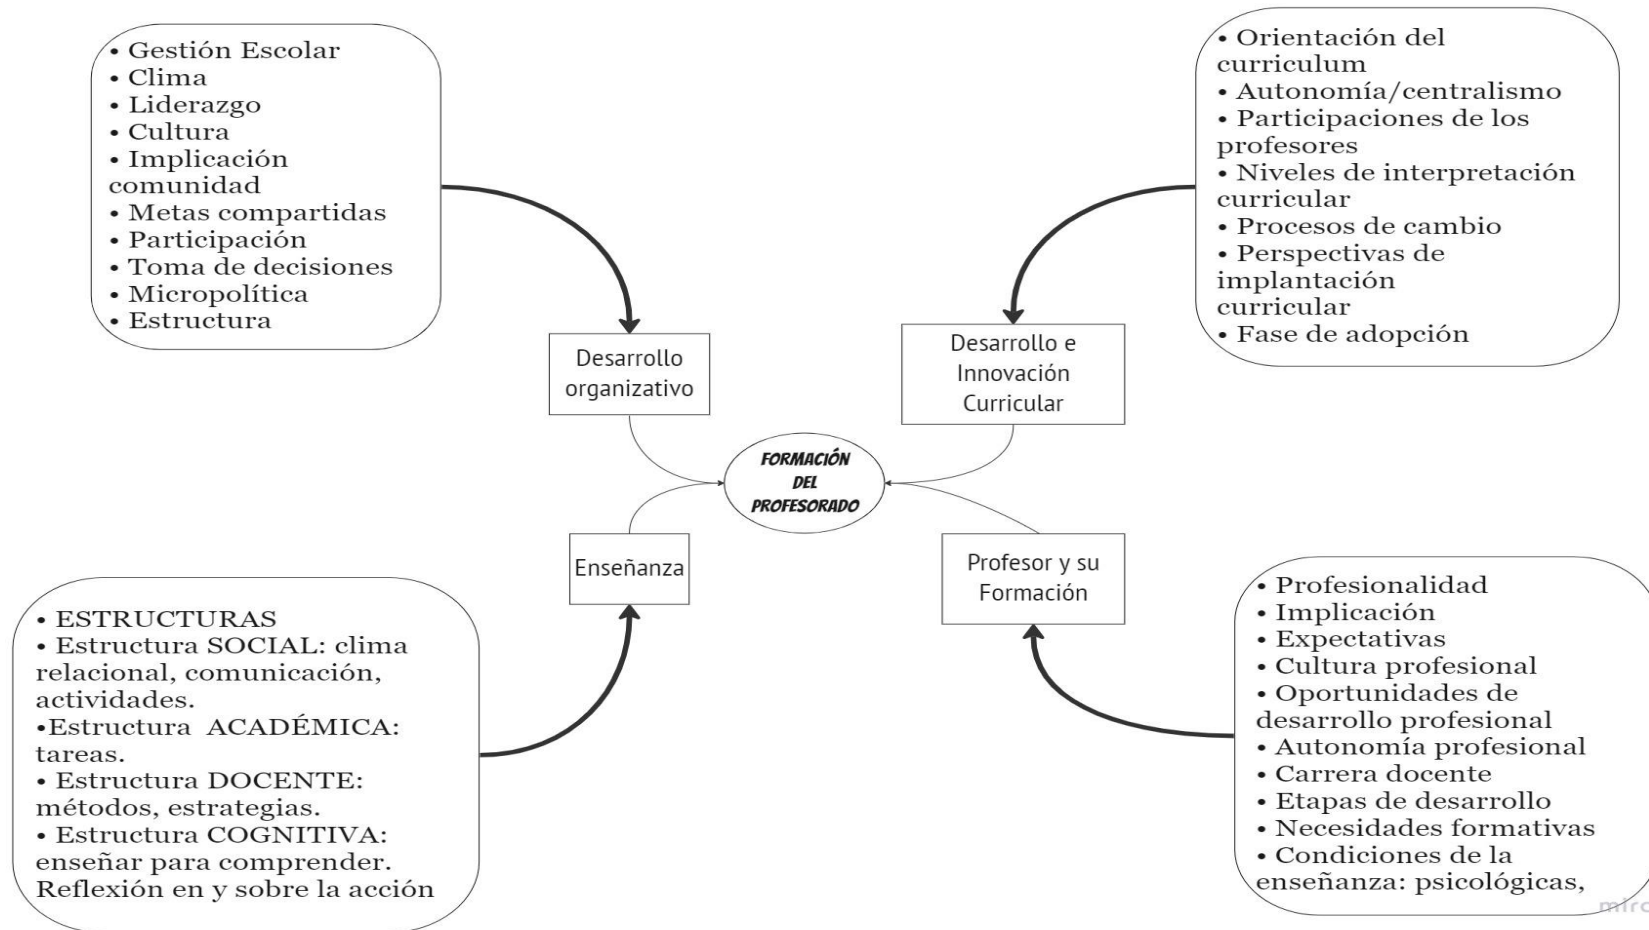 • Gestión Escolar
• Clima
• Liderazgo
• Cultura
• Implicación
comunidad
• Metas compartidas
• Participación
• Toma de decisiones
• Micropolítica
• Estructura
• Orientación del
curriculum
• Autonomía/centralismo
• Participaciones de los
profesores
• Niveles de interpretación
curricular
• Procesos de cambio
• Perspectivas de
implantación
curricular
• Fase de adopción
Desarrollo
organizativo
Desarrollo e
Innovación
Curricular
FORMACIÓN
DEL
PROFESORADO
Enseñanza
Profesor y su
Formación
• ESTRUCTURAS
• Estructura SOCIAL: clima
relacional, comunicación,
actividades.
•Estructura ACADÉMICA:
tareas.
• Estructura DOCENTE:
métodos, estrategias.
• Estructura COGNITIVA:
enseñar para comprender.
Reflexión en y sobre la acción
• Profesionalidad
• Implicación
• Expectativas
• Cultura profesional
• Oportunidades de
desarrollo profesional
• Autonomía profesional
• Carrera docente
• Etapas de desarrollo
• Necesidades formativas
• Condiciones de la
enseñanza: psicológicas,